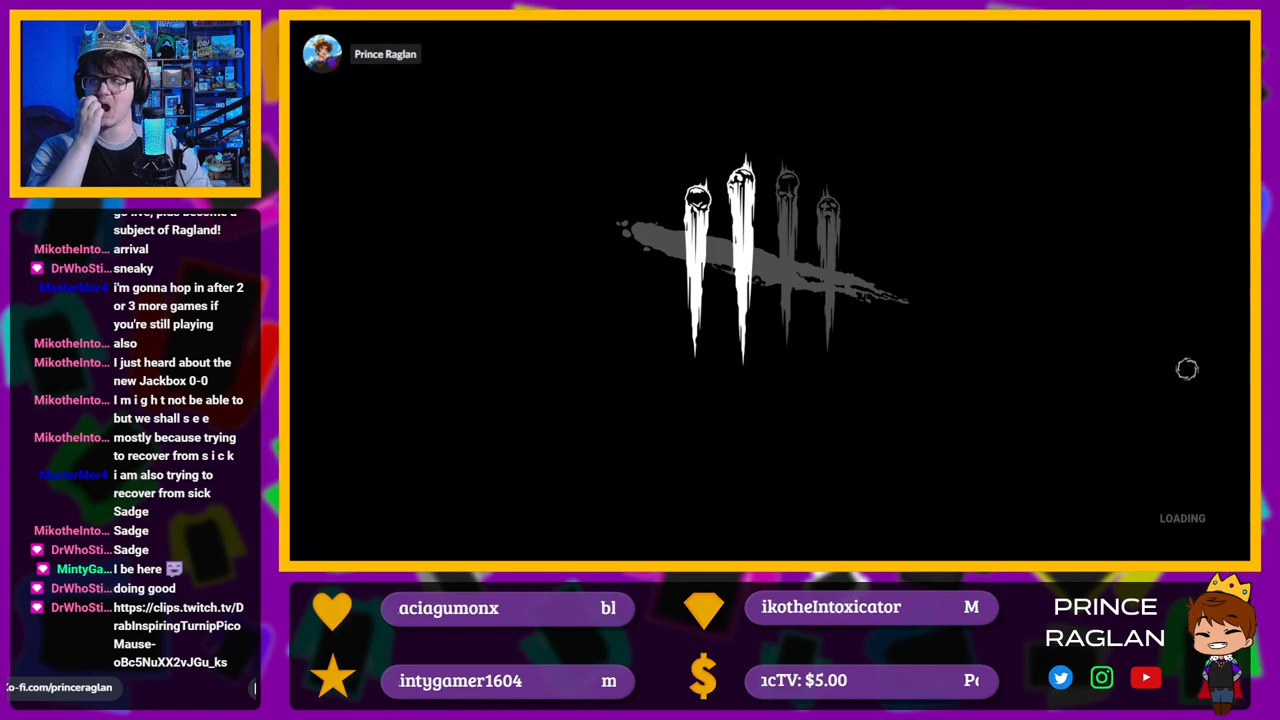 Prince Raglan
go live, plus become a
subject of Ragland!
MikotheInto... arrival
DrWhoSti... sneaky
MasterMor4 i'm gonna hop in after 2
or 3 more games if
you're still playing
MikotheInto... also
MikotheInto... I just heard about the
new Jackbox 0-0
MikotheInto... I m i g h t not be able to
but we shall s e e
MikotheInto... mostly because trying
to recover from s i c k
MasterMor4 i am also trying to
recover from sick
Sadge
MikotheInto... Sadge
DrWhoSti... Sadge
MintyGa... I be here
DrWhoSti... doing good
DrWhoSti... https://clips.twitch.tv/D
rabInspiringTurnipPico
Mause-
oBc5NuXX2vJGu_ks
o-fi.com/princeraglan
LOADING
aciagumonx bl
ikotheIntoxicator M
intygamer1604 m
1cTV: $5.00
PRINCE
RAGLAN